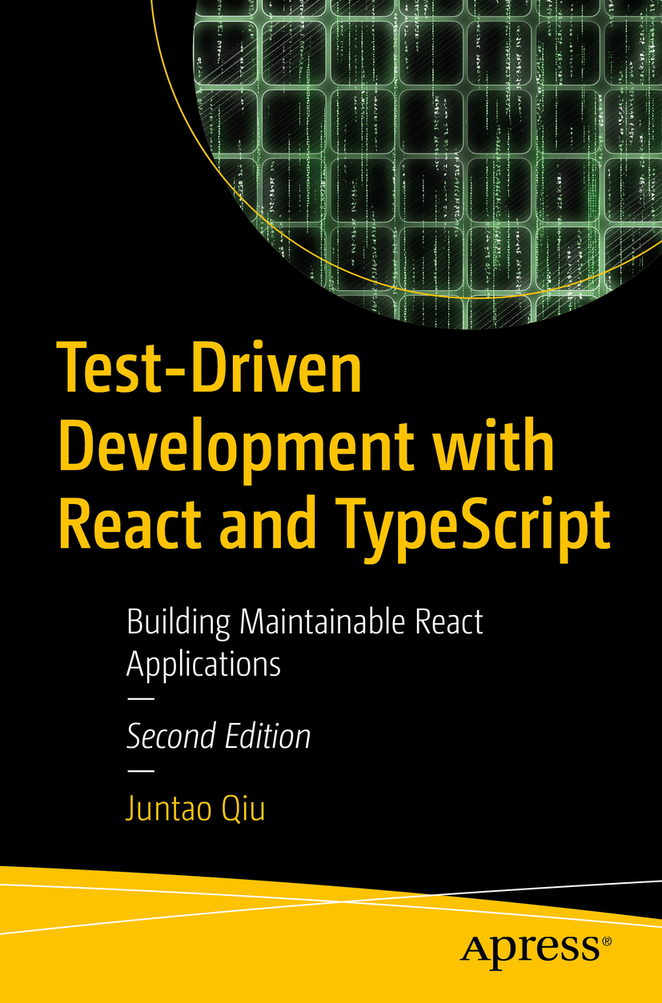 Test-Driven
Development with
React and TypeScript
Building Maintainable React
Applications
—
Second Edition
—
Juntao Qiu
Apress®